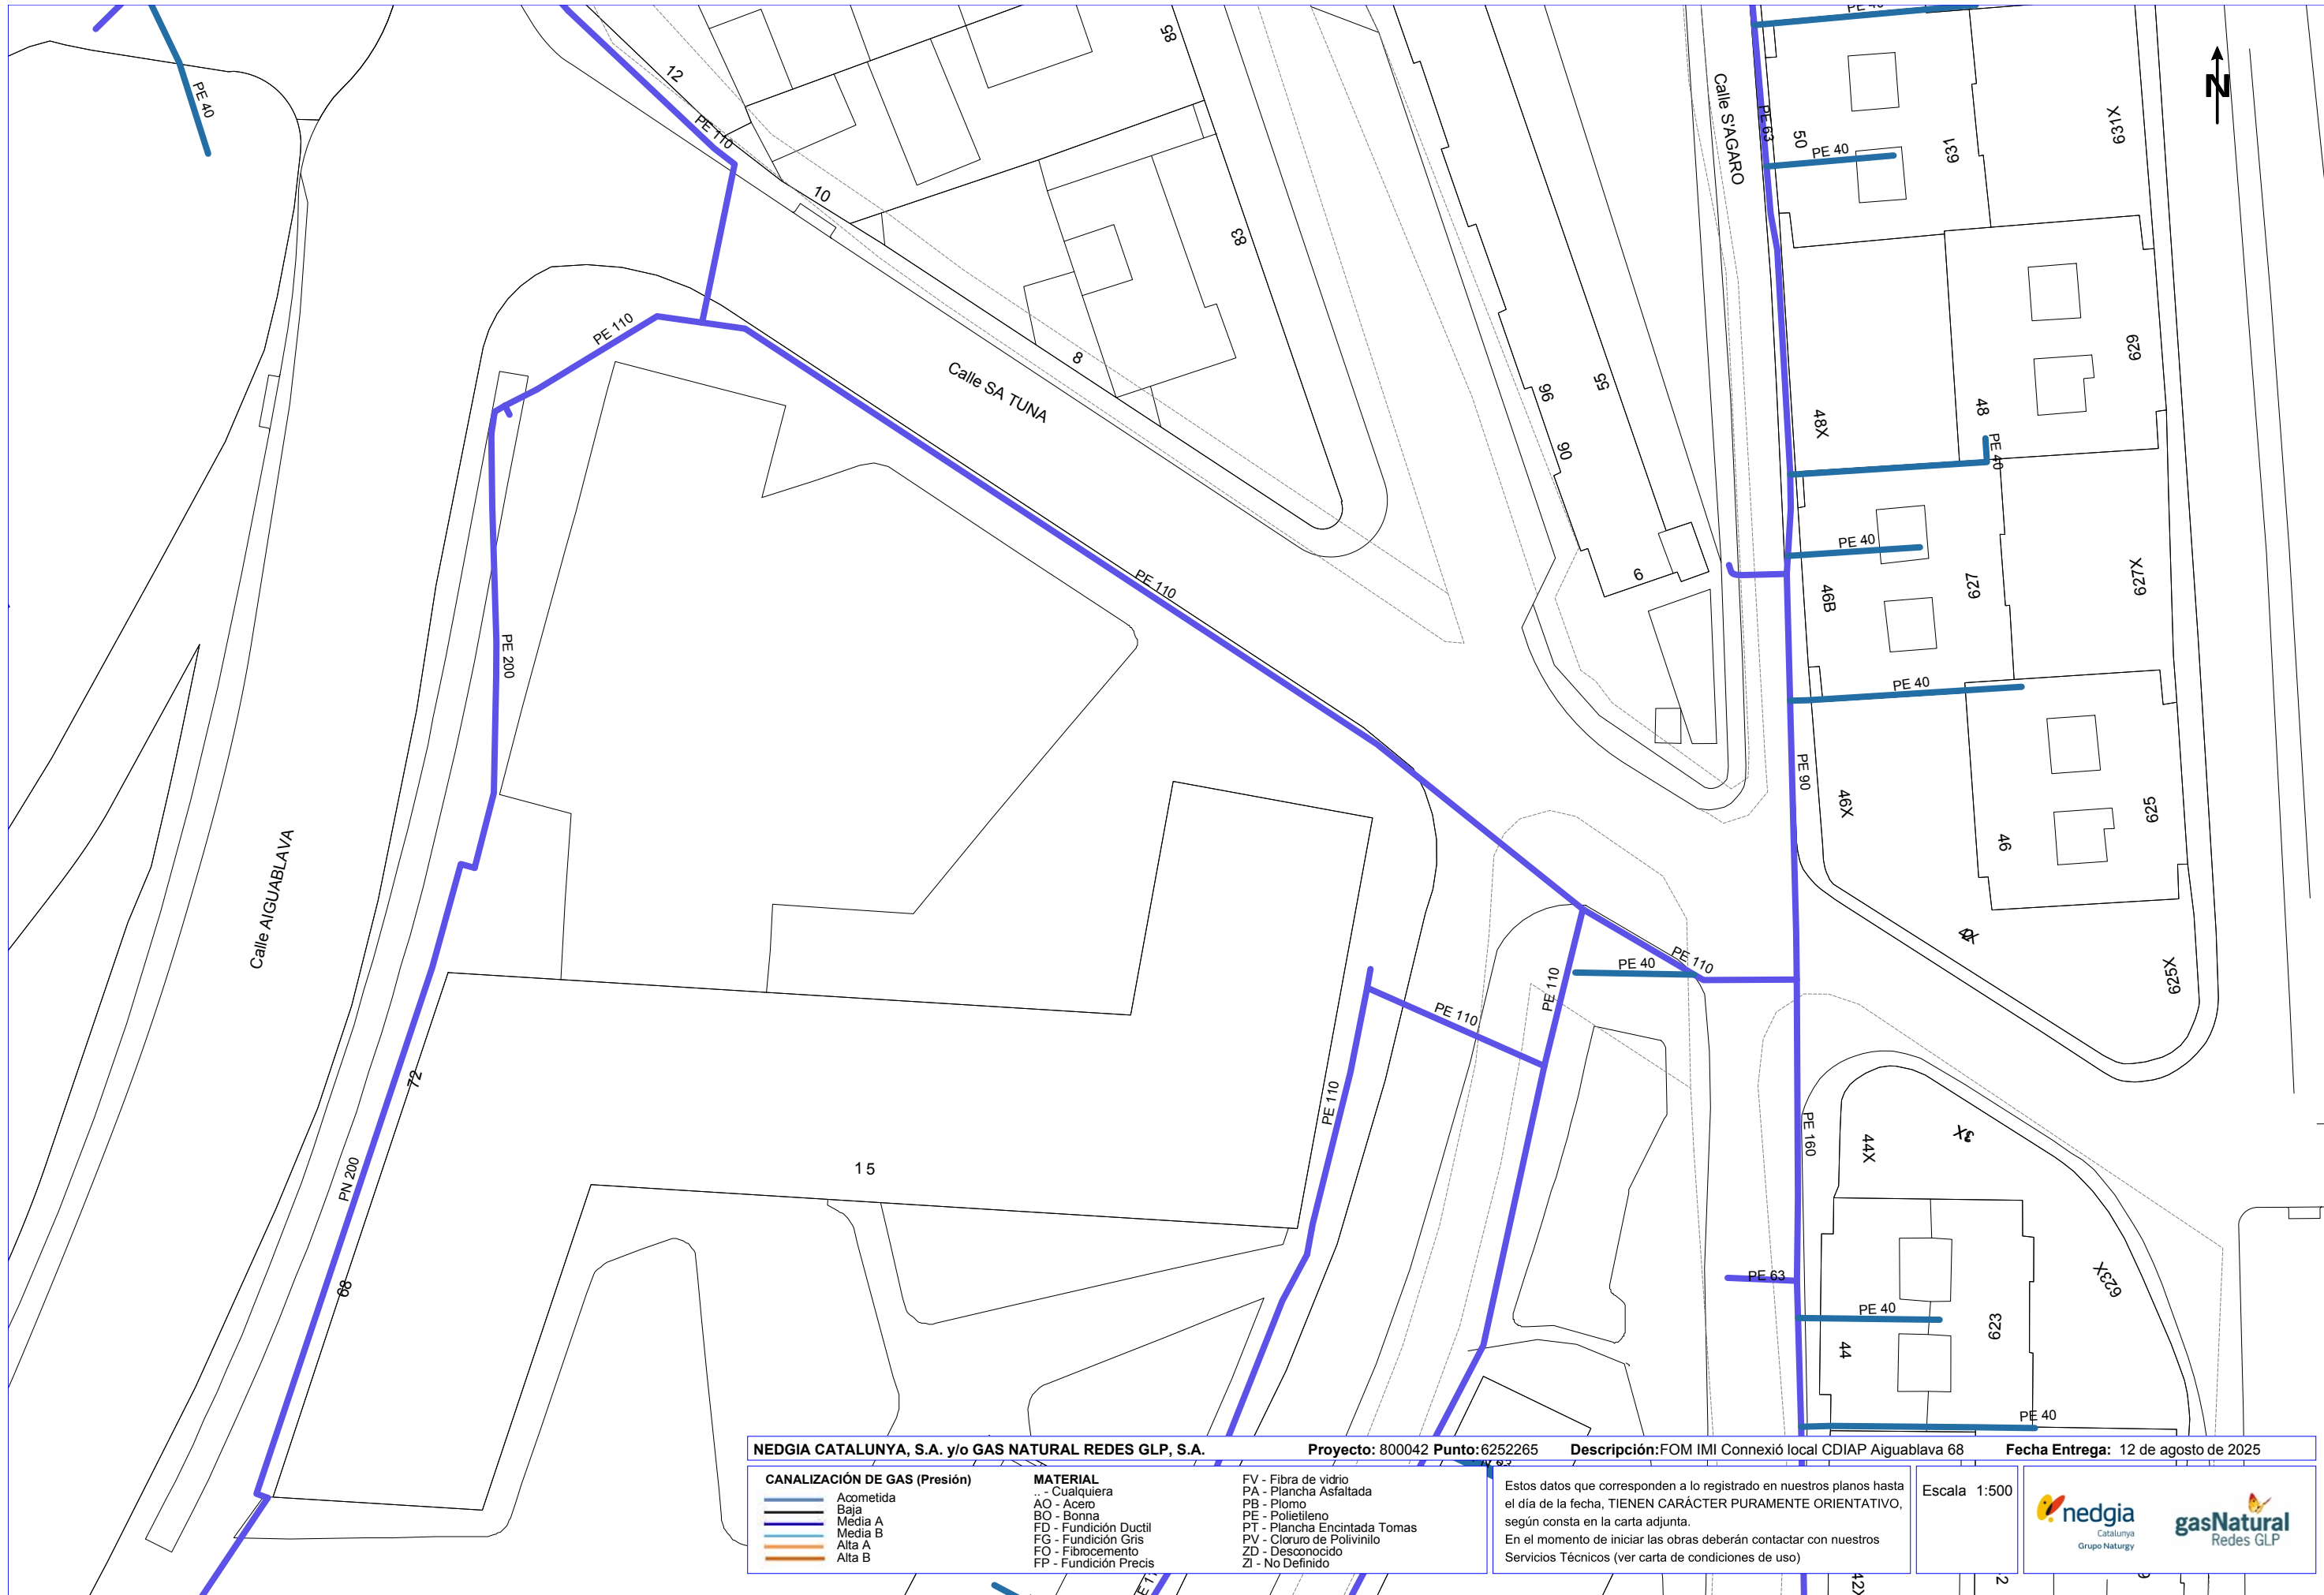 PE 40
12
PE 110
10
85
83
8
Calle SA TUNA
PE 110
PE 110
PE 200
Calle AIGUABLAVA
72
68
PN 200
15
96
90
55
6
Calle S'AGARO
PE 63
50
PE 40
631
631X
N
48X
48
PE 40
629
PE 40
46B
627
627X
PE 40
PE 90
46X
46
625
625X
PE 110
PE 40
PE 110
PE 110
PE 110
PE 160
44X
3X
623X
PE 63
PE 40
44
623
PE 40
NEDGIA CATALUNYA, S.A. y/o GAS NATURAL REDES GLP, S.A. Proyecto: 800042 Punto:6252265 Descripción:FOM IMI Connexió local CDIAP Aiguablava 68 Fecha Entrega: 12 de agosto de 2025
CANALIZACIÓN DE GAS (Presión)
Acometida
Baja
Media A
Media B
Alta A
Alta B
MATERIAL
.. - Cualquiera
AO - Acero
BO - Bonna
FD - Fundición Ductil
FG - Fundición Gris
FO - Fibrocemento
FP - Fundición Precis
FV - Fibra de vidrio
PA - Plancha Asfaltada
PB - Plomo
PE - Polietileno
PT - Plancha Encintada Tomas
PV - Cloruro de Polivinilo
ZD - Desconocido
ZI - No Definido
Estos datos que corresponden a lo registrado en nuestros planos hasta
el día de la fecha, TIENEN CARÁCTER PURAMENTE ORIENTATIVO,
según consta en la carta adjunta.
En el momento de iniciar las obras deberán contactar con nuestros
Servicios Técnicos (ver carta de condiciones de uso)
Escala 1:500
nedgia
Catalunya
Grupo Naturgy
gasNatural
Redes GLP